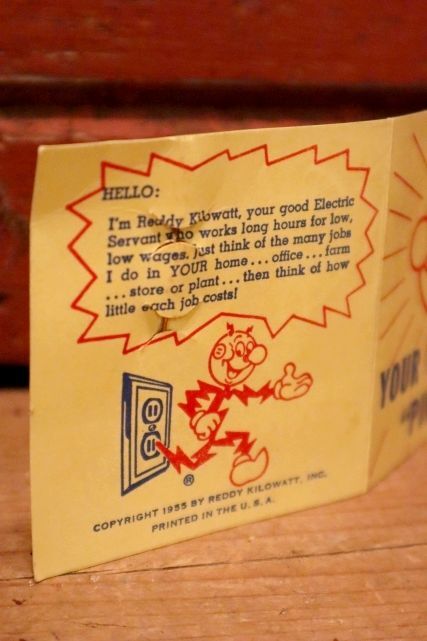 HELLO:
I'm Reddy Kilowatt, your good Electric
Servant who works long hours for low,
low wages. Just think of the many jobs
I do in YOUR home...office...farm
...store or plant...then think of how
little each job costs!
®
COPYRIGHT 1955 BY REDDY KILOWATT, INC.
PRINTED IN THE U. S. A.
YOUR